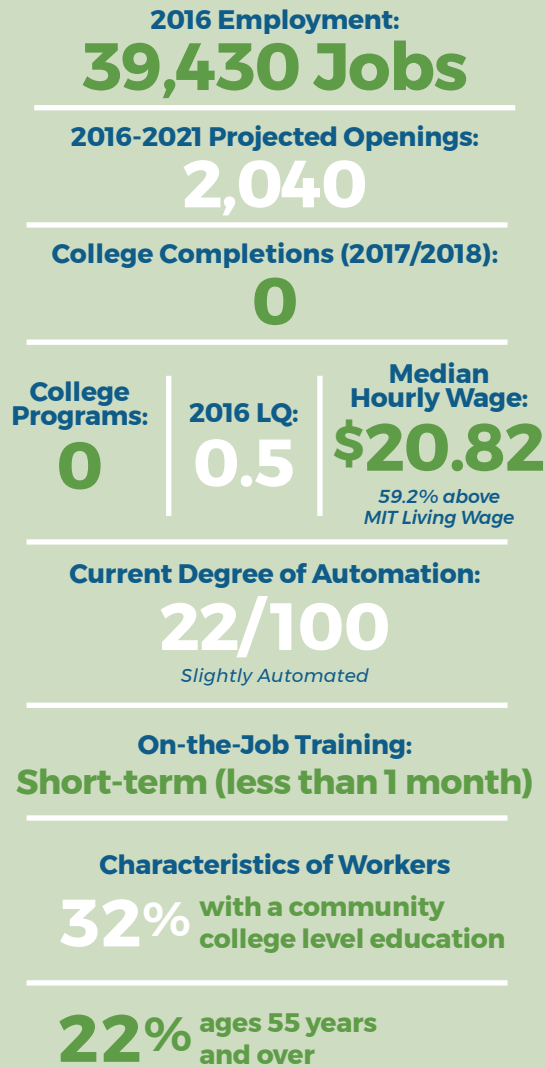 2016 Employment:
39,430 Jobs
2016-2021 Projected Openings:
2,040
College Completions (2017/2018):
0
College
Programs:
0
2016 LQ:
0.5
Median
Hourly Wage:
$20.82
59.2% above
MIT Living Wage
Current Degree of Automation:
22/100
Slightly Automated
On-the-Job Training:
Short-term (less than 1 month)
Characteristics of Workers
32% with a community
college level education
22% ages 55 years
and over